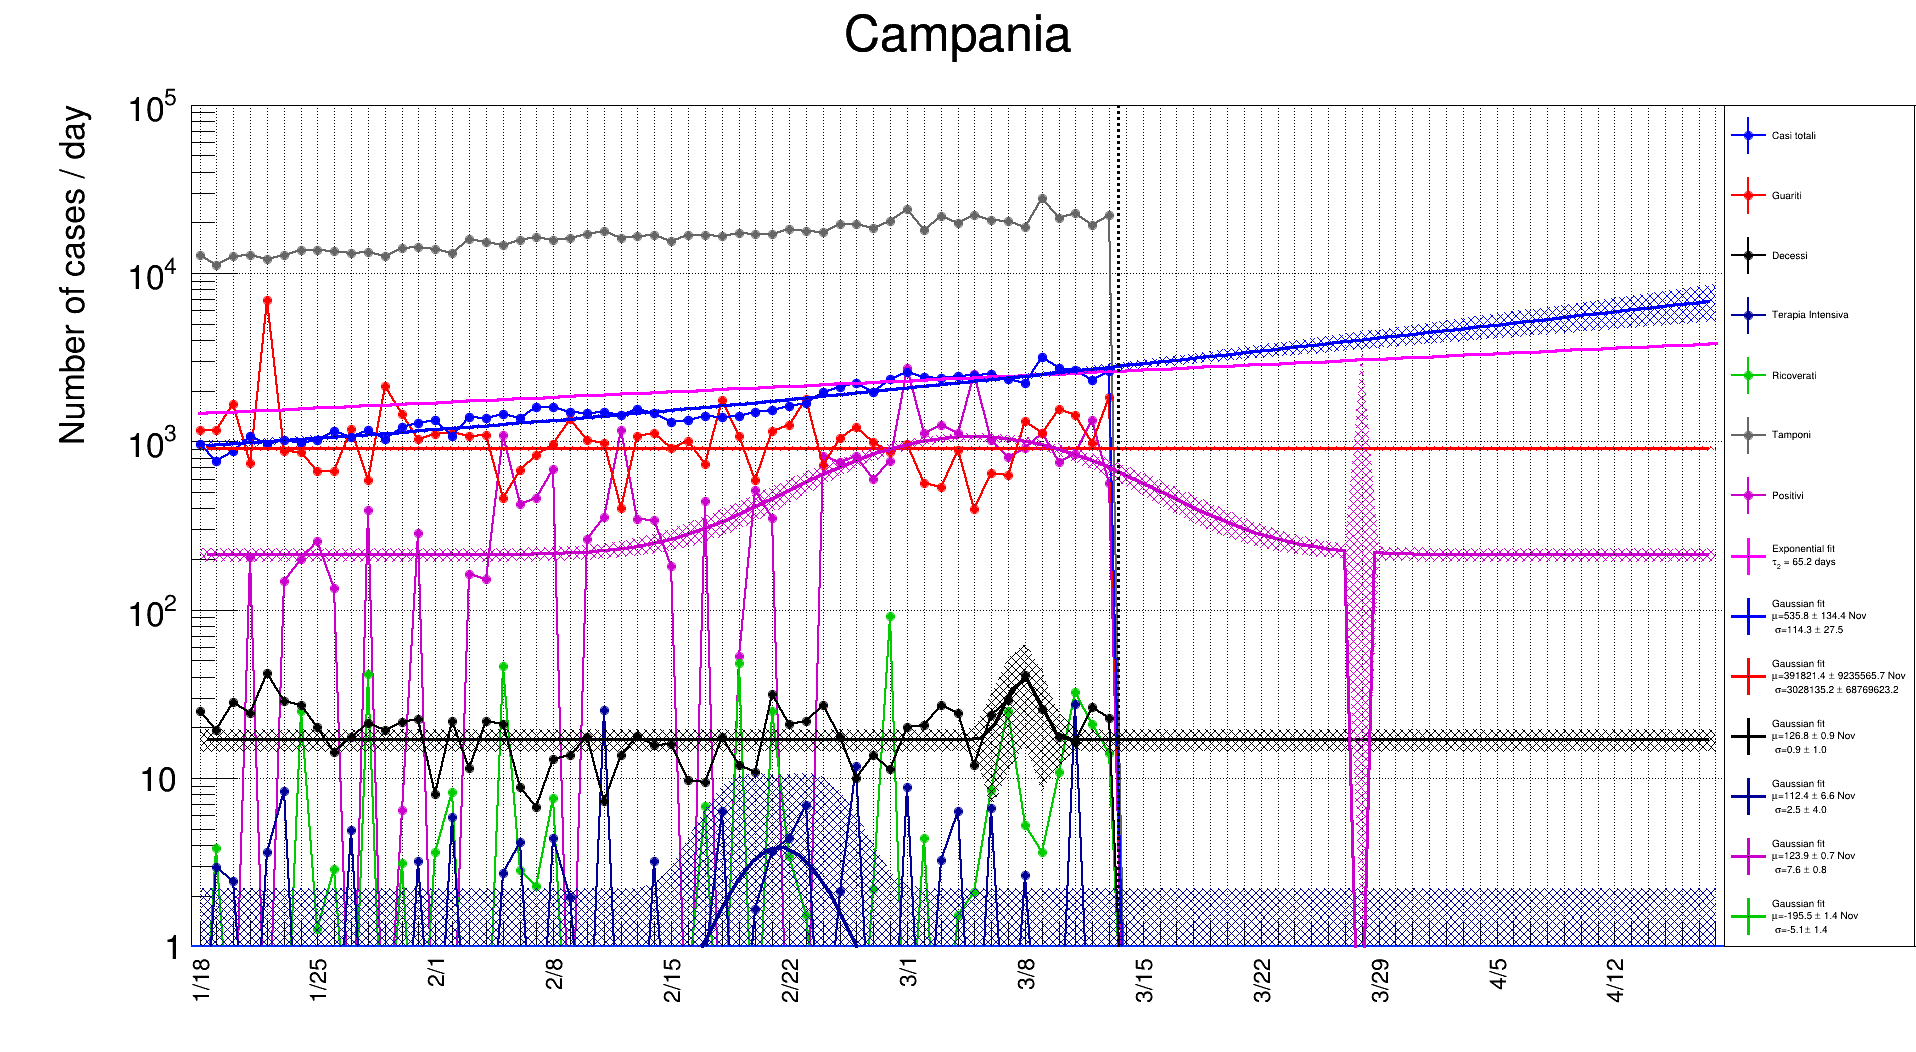 Campania
Number of cases / day
10^5
10^4
10^3
10^2
10
1
1/18
1/25
2/1
2/8
2/15
2/22
3/1
3/8
3/15
3/22
3/29
4/5
4/12
Casi totali
Guariti
Decessi
Terapia Intensiva
Ricoverati
Tamponi
Positivi
Exponential fit
τ₂ = 65.2 days
Gaussian fit
μ=535.8 ± 134.4 Nov
σ=114.3 ± 27.5
Gaussian fit
μ=391821.4 ± 9235565.7 Nov
σ=3028135.2 ± 68769623.2
Gaussian fit
μ=126.8 ± 0.9 Nov
σ=0.9 ± 1.0
Gaussian fit
μ=112.4 ± 6.6 Nov
σ=2.5 ± 4.0
Gaussian fit
μ=123.9 ± 0.7 Nov
σ=7.6 ± 0.8
Gaussian fit
μ=-195.5 ± 1.4 Nov
σ=-5.1 ± 1.4